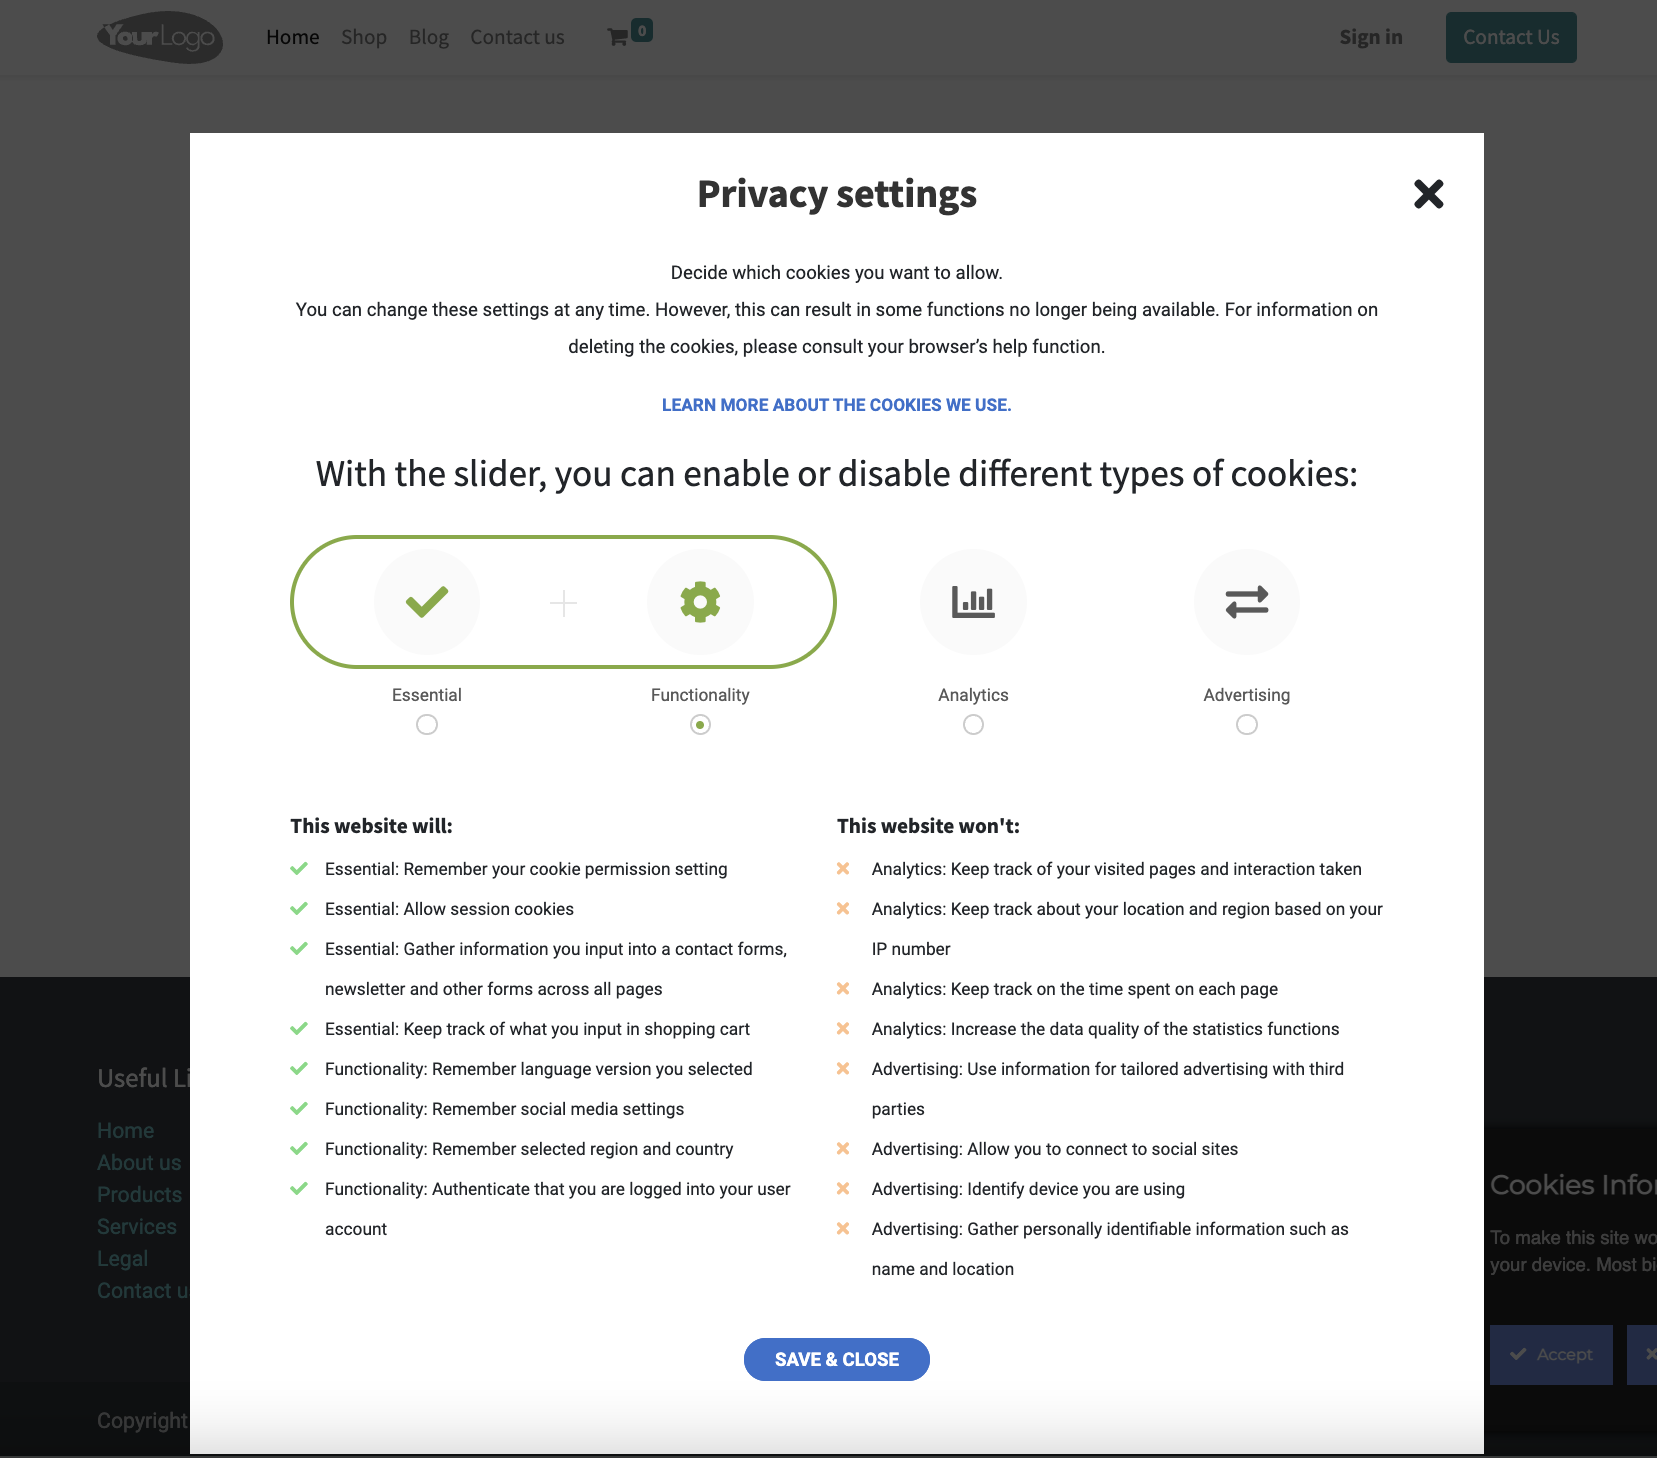 YourLogo
Home
Shop
Blog
Contact us
0
Sign in
Contact Us
Privacy settings
Decide which cookies you want to allow.
You can change these settings at any time. However, this can result in some functions no longer being available. For information on
deleting the cookies, please consult your browser’s help function.
LEARN MORE ABOUT THE COOKIES WE USE.
With the slider, you can enable or disable different types of cookies:
Essential
Functionality
Analytics
Advertising
This website will:
Essential: Remember your cookie permission setting
Essential: Allow session cookies
Essential: Gather information you input into a contact forms,
newsletter and other forms across all pages
Essential: Keep track of what you input in shopping cart
Functionality: Remember language version you selected
Functionality: Remember social media settings
Functionality: Remember selected region and country
Functionality: Authenticate that you are logged into your user
account
This website won't:
Analytics: Keep track of your visited pages and interaction taken
Analytics: Keep track about your location and region based on your
IP number
Analytics: Keep track on the time spent on each page
Analytics: Increase the data quality of the statistics functions
Advertising: Use information for tailored advertising with third
parties
Advertising: Allow you to connect to social sites
Advertising: Identify device you are using
Advertising: Gather personally identifiable information such as
name and location
SAVE & CLOSE
Useful Li
Home
About us
Products
Services
Legal
Contact u
Copyright
Cookies Infor
To make this site wo
your device. Most bi
Accept